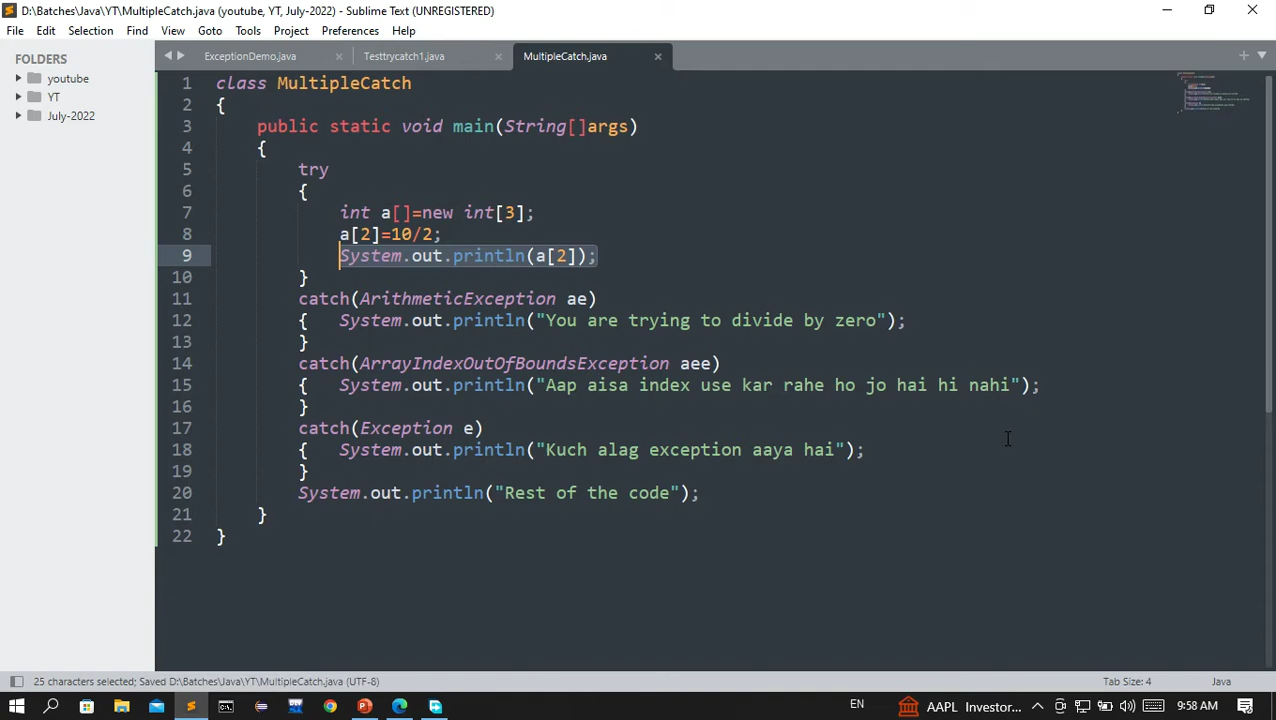 D:\Batches\Java\YT\MultipleCatch.java (youtube, YT, July-2022) - Sublime Text (UNREGISTERED)
File Edit Selection Find View Goto Tools Project Preferences Help
FOLDERS
youtube
YT
July-2022
ExceptionDemo.java Testtrycatch1.java MultipleCatch.java
1 class MultipleCatch
2 {
3 public static void main(String[]args)
4 {
5 try
6 {
7 int a[]=new int[3];
8 a[2]=10/2;
9 System.out.println(a[2]);
10 }
11 catch(ArithmeticException ae)
12 { System.out.println("You are trying to divide by zero");
13 }
14 catch(ArrayIndexOutOfBoundsException aee)
15 { System.out.println("Aap aisa index use kar rahe ho jo hai hi nahi");
16 }
17 catch(Exception e)
18 { System.out.println("Kuch alag exception aaya hai");
19 }
20 System.out.println("Rest of the code");
21 }
22 }
25 characters selected; Saved D:\Batches\Java\YT\MultipleCatch.java (UTF-8) Tab Size: 4 Java
EN AAPL Investor... 9:58 AM